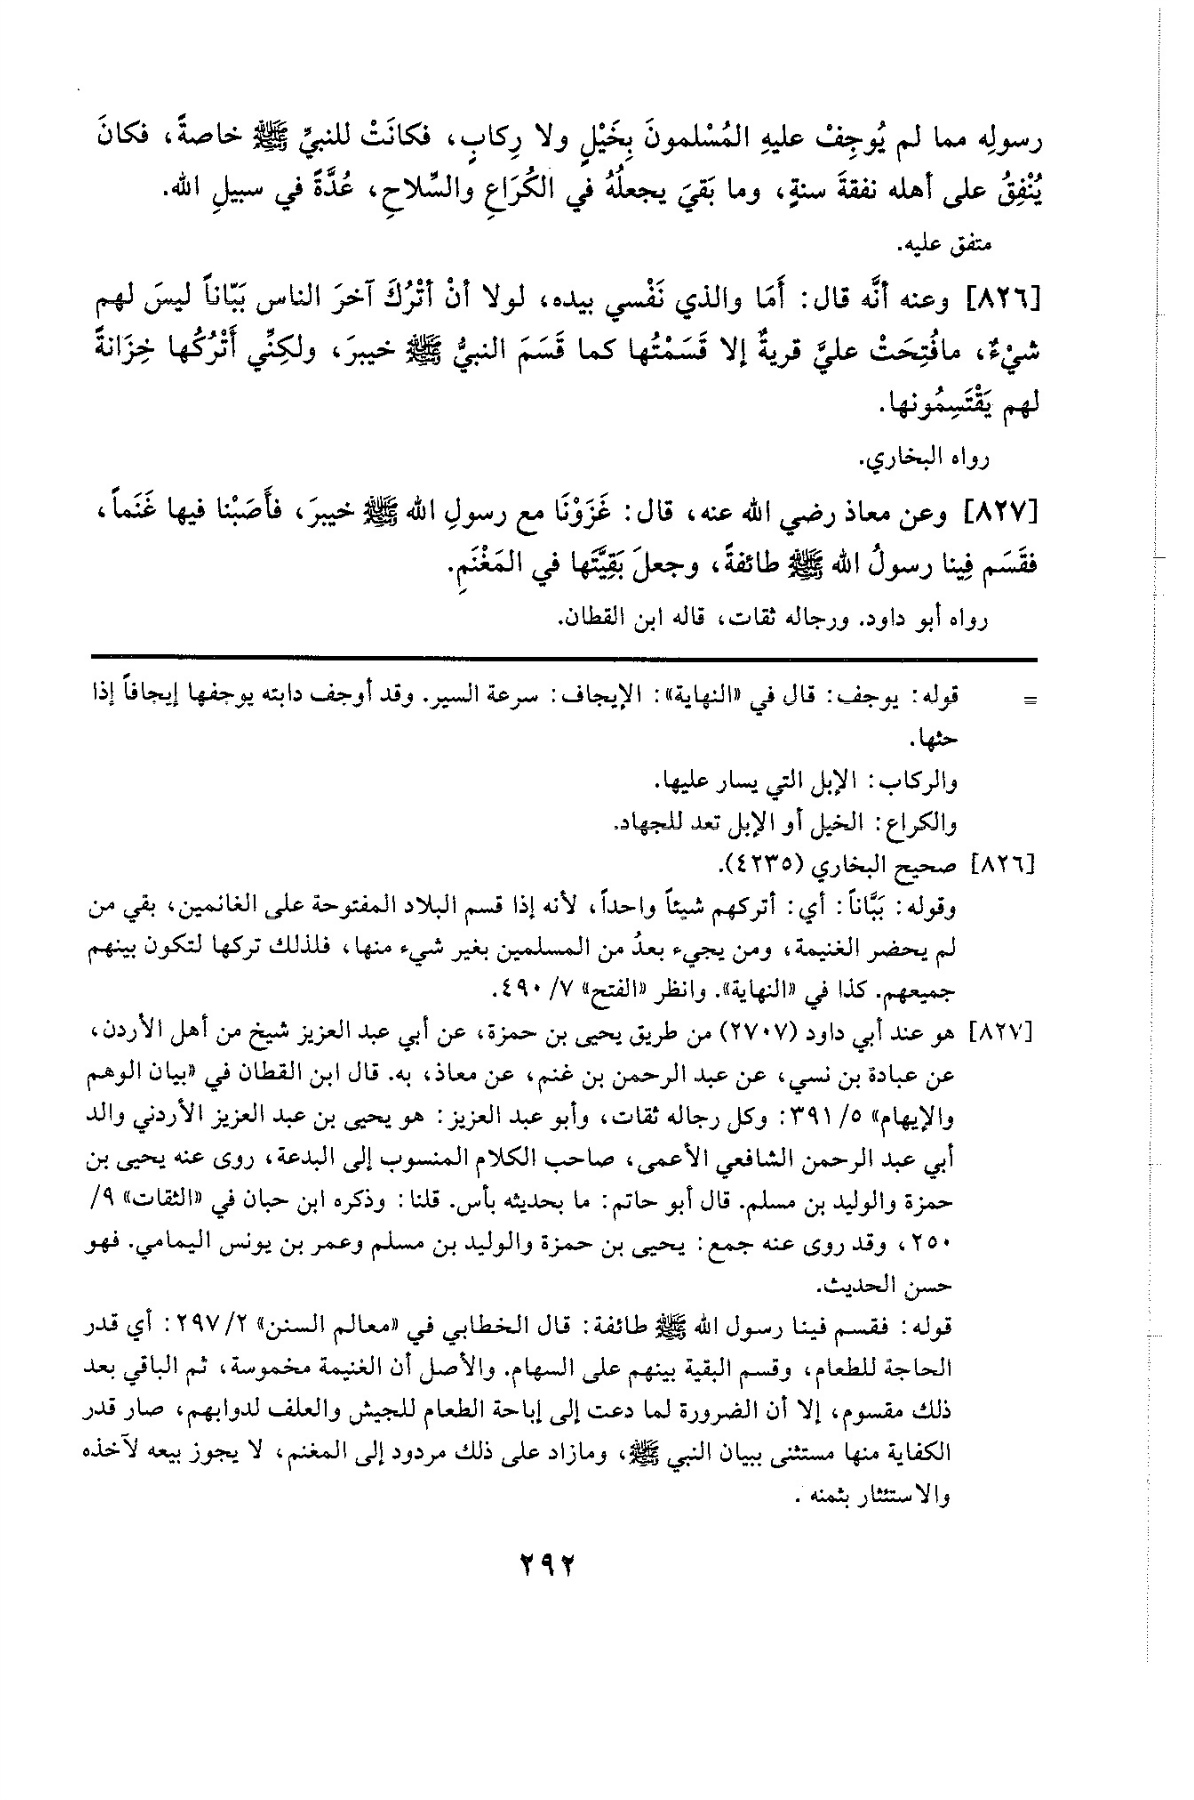 رسولِه مما لم يُوجِفْ عليهِ المُسْلمونَ بِخَيْلٍ ولا رِكابٍ، فكانَتْ للنبيِّ ﷺ خاصةً، فكانَ
يُنْفِقُ على أهله نفقةَ سنةٍ، وما بَقيَ يجعلُهُ في الكُرَاعِ والسِّلاحِ، عُدَّةً في سبيلِ الله.
متفق عليه.
[٨٢٦] وعنه أنَّه قال: أَمَا والذي نَفْسي بيده، لولا أنْ أتْرُكَ آخرَ الناس بَبّاناً ليسَ لهم
شيْءٌ، مافُتِحَتْ عليَّ قريةٌ إلا قَسَمْتُها كما قَسَمَ النبيُّ ﷺ خيبرَ، ولكِنِّي أَتْرُكُها خِزَانةً
لهم يَقْتَسِمُونها.
رواه البخاري.
[٨٢٧] وعن معاذ رضي الله عنه، قال: غَزَوْنَا مع رسولِ الله ﷺ خيبرَ، فأَصَبْنا فيها غَنَماً،
فقَسَم فِينا رسولُ الله ﷺ طائفةً، وجعلَ بَقِيَّتَها في المَغْنَمِ.
رواه أبو داود. ورجاله ثقات، قاله ابن القطان.
= قوله: يوجف: قال في «النهاية»: الإيجاف: سرعة السير. وقد أوجف دابته يوجفها إيجافاً إذا
حثها.
والركاب: الإبل التي يسار عليها.
والكراع: الخيل أو الإبل تعد للجهاد.
[٨٢٦] صحيح البخاري (٤٢٣٥).
وقوله: بَبَّاناً: أي: أتركهم شيئاً واحداً، لأنه إذا قسم البلاد المفتوحة على الغانمين، بقي من
لم يحضر الغنيمة، ومن يجيء بعدُ من المسلمين بغير شيء منها، فلذلك تركها لتكون بينهم
جميعهم. كذا في «النهاية». وانظر «الفتح» ٧/ ٤٩٠.
[٨٢٧] هو عند أبي داود (٢٧٠٧) من طريق يحيى بن حمزة، عن أبي عبد العزيز شيخ من أهل الأردن،
عن عبادة بن نسي، عن عبد الرحمن بن غنم، عن معاذ، به. قال ابن القطان في «بيان الوهم
والإيهام» ٥/ ٣٩١: وكل رجاله ثقات، وأبو عبد العزيز: هو يحيى بن عبد العزيز الأردني والد
أبي عبد الرحمن الشافعي الأعمى، صاحب الكلام المنسوب إلى البدعة، روى عنه يحيى بن
حمزة والوليد بن مسلم. قال أبو حاتم: ما بحديثه بأس. قلنا: وذكره ابن حبان في «الثقات» ٩/
٢٥٠، وقد روى عنه جمع: يحيى بن حمزة والوليد بن مسلم وعمر بن يونس اليمامي. فهو
حسن الحديث.
قوله: فقسم فينا رسول الله ﷺ طائفة: قال الخطابي في «معالم السنن» ٢/ ٢٩٧: أي قدر
الحاجة للطعام، وقسم البقية بينهم على السهام. والأصل أن الغنيمة مخموسة، ثم الباقي بعد
ذلك مقسوم، إلا أن الضرورة لما دعت إلى إباحة الطعام للجيش والعلف لدوابهم، صار قدر
الكفاية منها مستثنى ببيان النبي ﷺ، ومازاد على ذلك مردود إلى المغنم، لا يجوز بيعه لآخذه
والاستئثار بثمنه .
٢٩٢